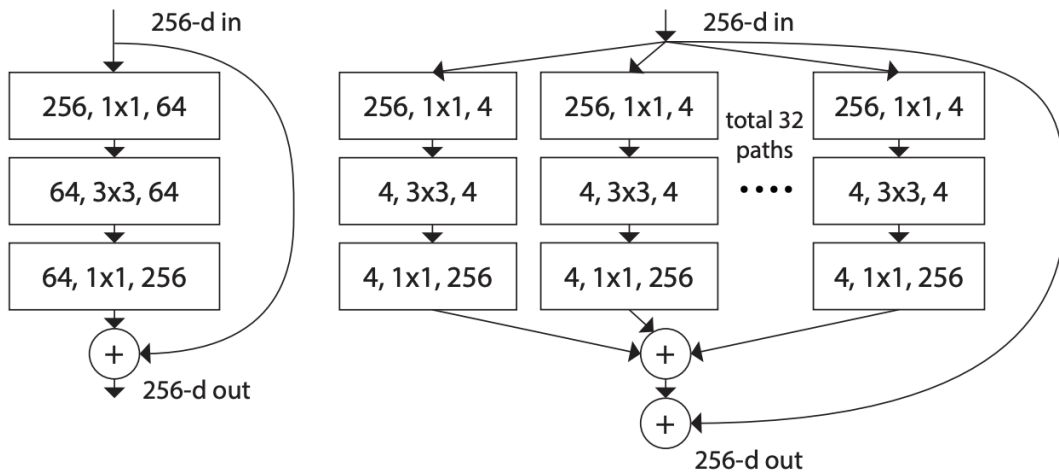 256-d in
256, 1x1, 64
64, 3x3, 64
64, 1x1, 256
+
256-d out
256-d in
256, 1x1, 4
256, 1x1, 4
total 32
paths
256, 1x1, 4
4, 3x3, 4
4, 3x3, 4
....
4, 3x3, 4
4, 1x1, 256
4, 1x1, 256
4, 1x1, 256
+
+
256-d out